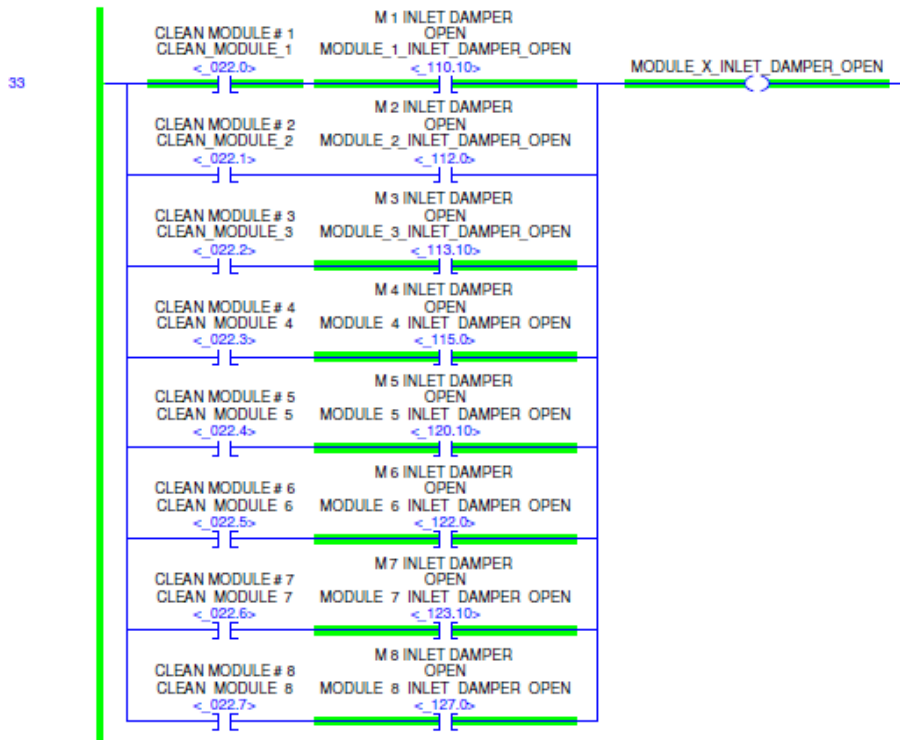 M 1 INLET DAMPER
CLEAN MODULE # 1 OPEN
CLEAN_MODULE_1 MODULE_1_INLET_DAMPER_OPEN
33 <_022.0> <_110.10> MODULE_X_INLET_DAMPER_OPEN
M 2 INLET DAMPER
CLEAN MODULE # 2 OPEN
CLEAN_MODULE_2 MODULE_2_INLET_DAMPER_OPEN
<_022.1> <_112.0>
M 3 INLET DAMPER
CLEAN MODULE # 3 OPEN
CLEAN_MODULE_3 MODULE_3_INLET_DAMPER_OPEN
<_022.2> <_113.10>
M 4 INLET DAMPER
CLEAN MODULE # 4 OPEN
CLEAN_MODULE_4 MODULE_4_INLET_DAMPER_OPEN
<_022.3> <_115.0>
M 5 INLET DAMPER
CLEAN MODULE # 5 OPEN
CLEAN_MODULE_5 MODULE_5_INLET_DAMPER_OPEN
<_022.4> <_120.10>
M 6 INLET DAMPER
CLEAN MODULE # 6 OPEN
CLEAN_MODULE_6 MODULE_6_INLET_DAMPER_OPEN
<_022.5> <_122.0>
M 7 INLET DAMPER
CLEAN MODULE # 7 OPEN
CLEAN_MODULE_7 MODULE_7_INLET_DAMPER_OPEN
<_022.6> <_123.10>
M 8 INLET DAMPER
CLEAN MODULE # 8 OPEN
CLEAN_MODULE_8 MODULE_8_INLET_DAMPER_OPEN
<_022.7> <_127.0>